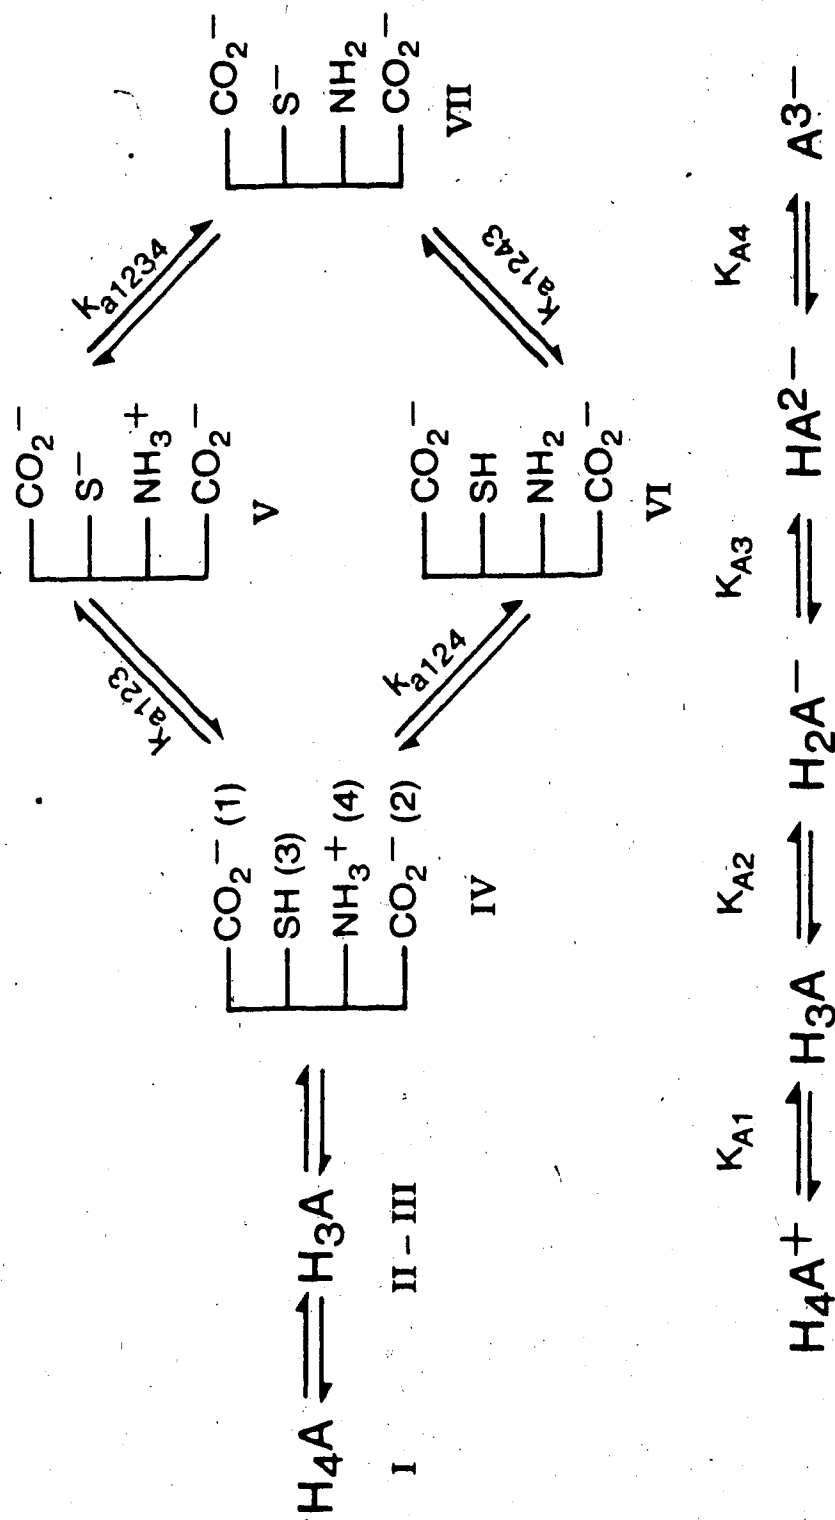 H4A ⇌ H3A ⇌
I
II – III
CO2− (1)
SH (3)
NH3+ (4)
CO2− (2)
IV
ka123
ka124
CO2−
S−
NH3+
CO2−
V
CO2−
SH
NH2
CO2−
VI
ka1234
ka1243
CO2−
S−
NH2
CO2−
VII
KA1 KA2 KA3 KA4
H4A+ ⇌ H3A ⇌ H2A− ⇌ HA2− ⇌ A3−